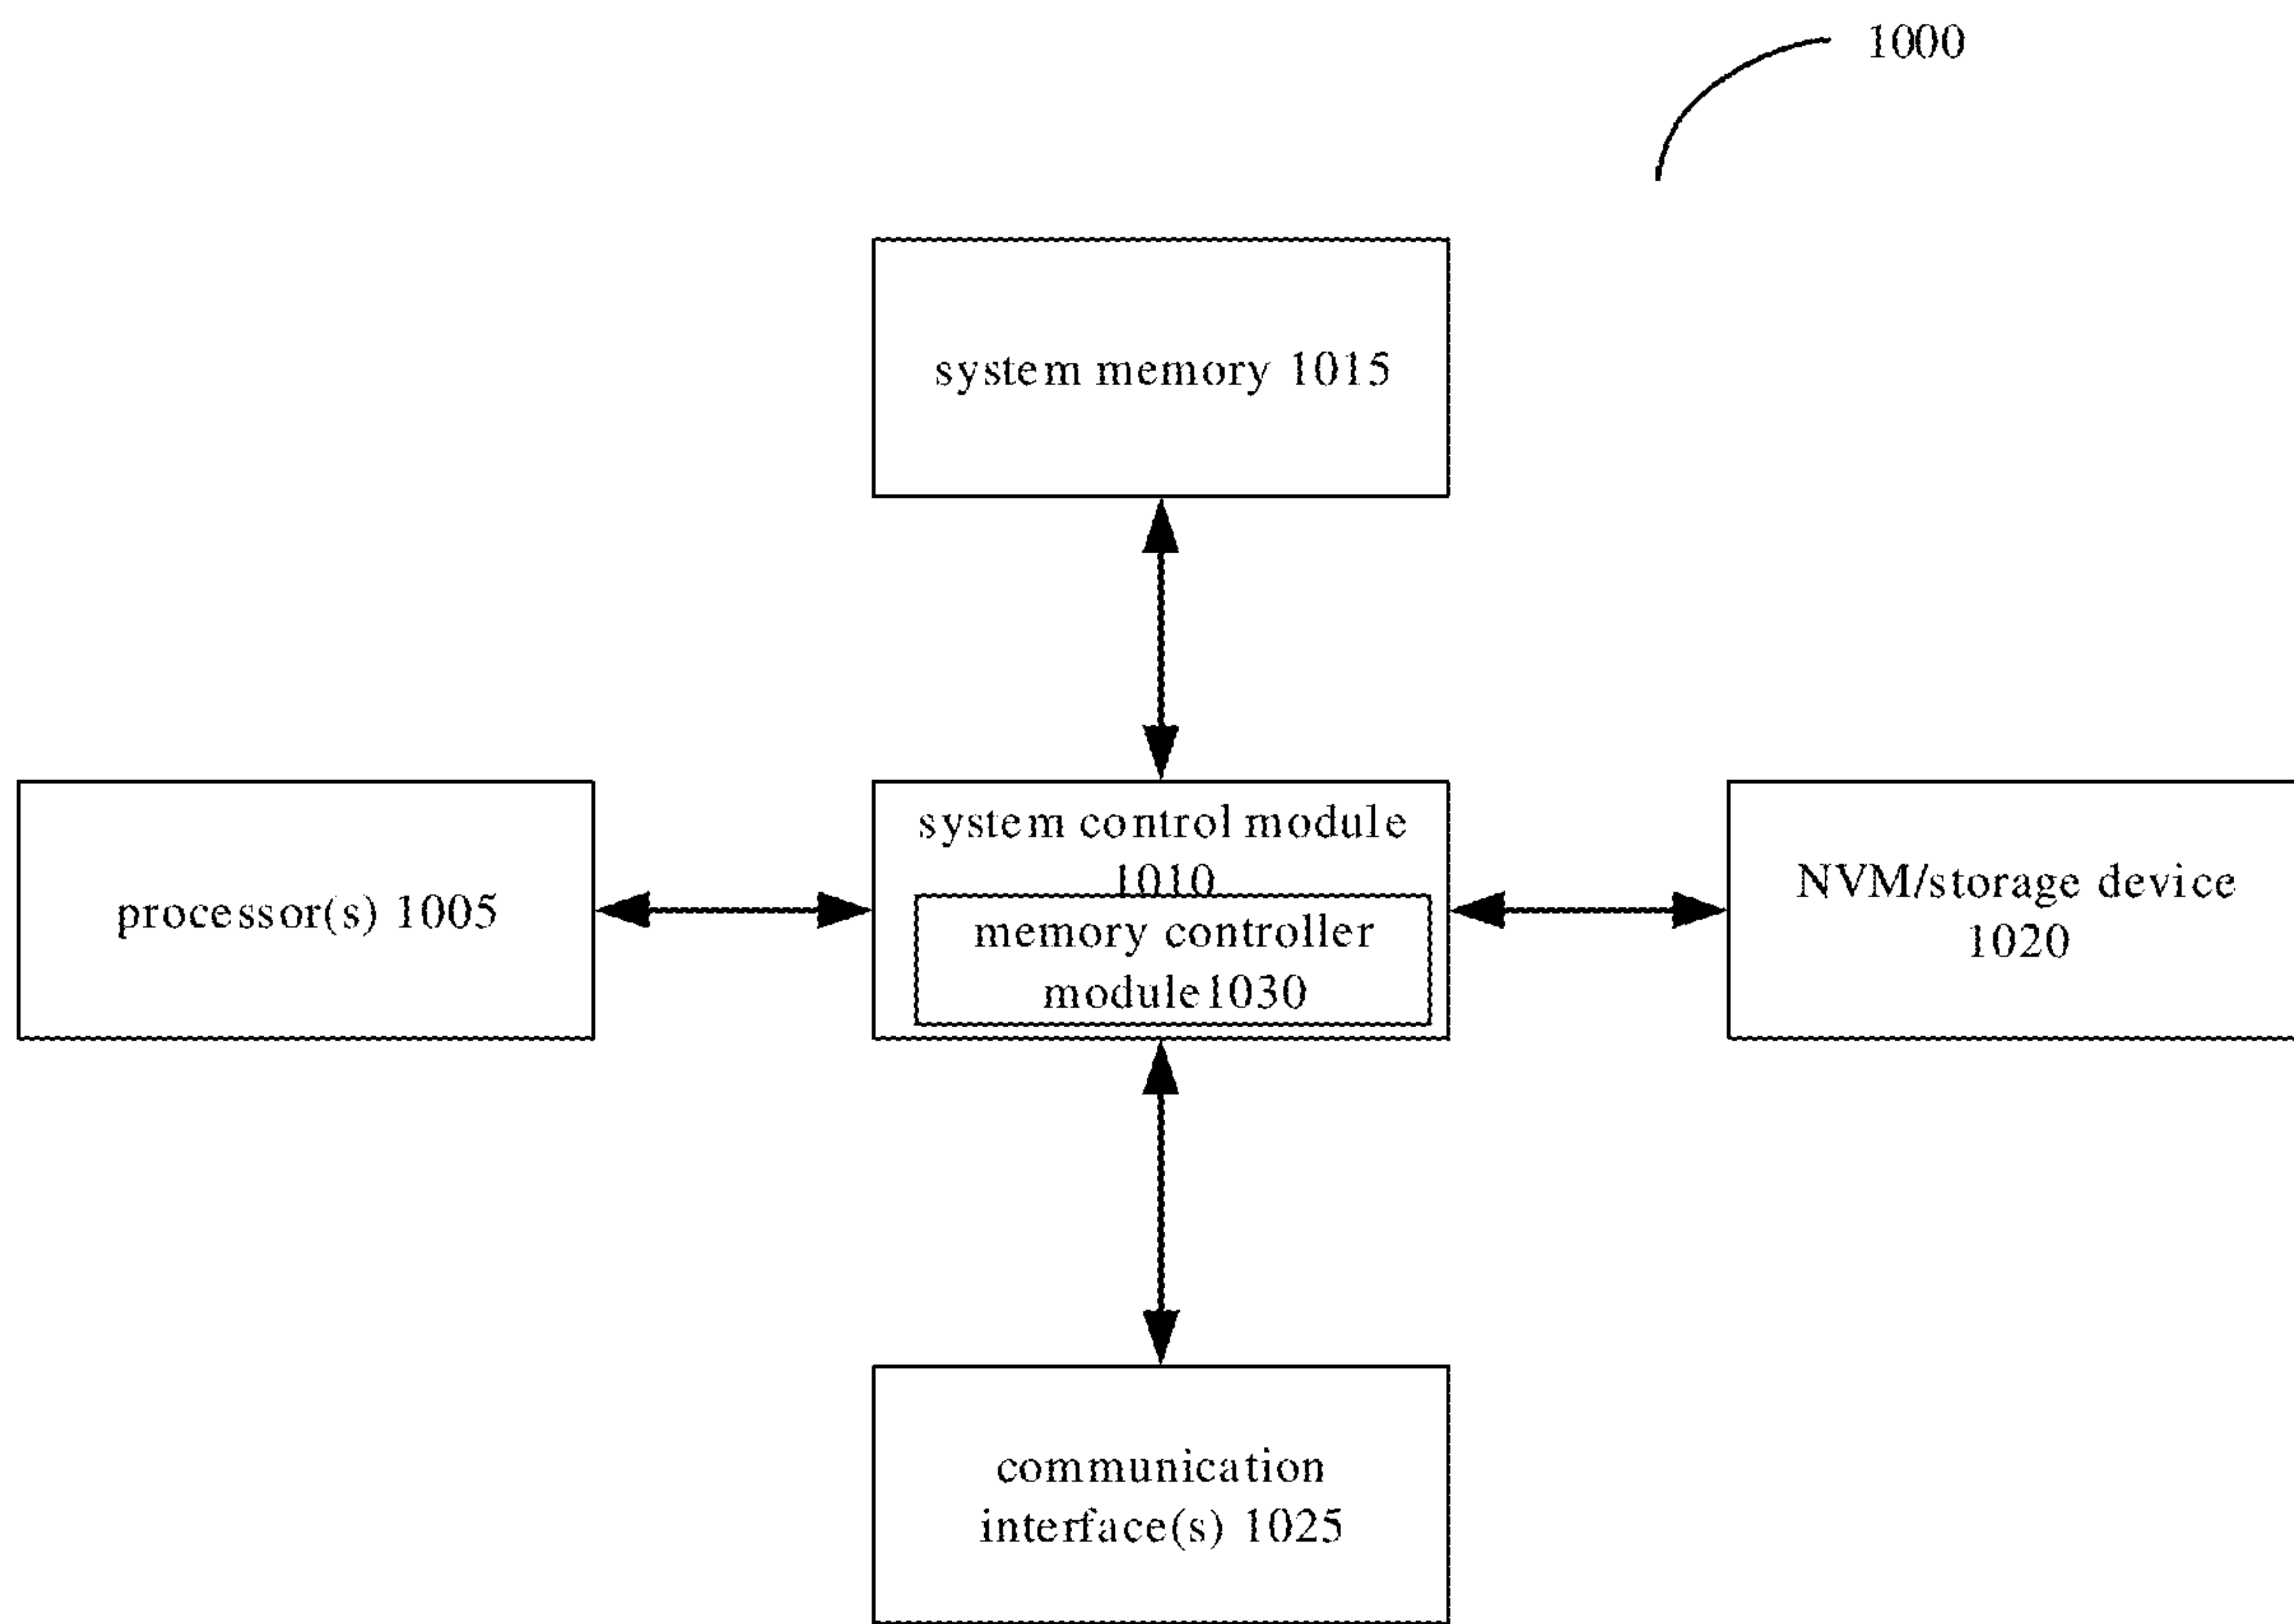 1000
system memory 1015
processor(s) 1005
system control module
1010
memory controller
module1030
NVM/storage device
1020
communication
interface(s) 1025